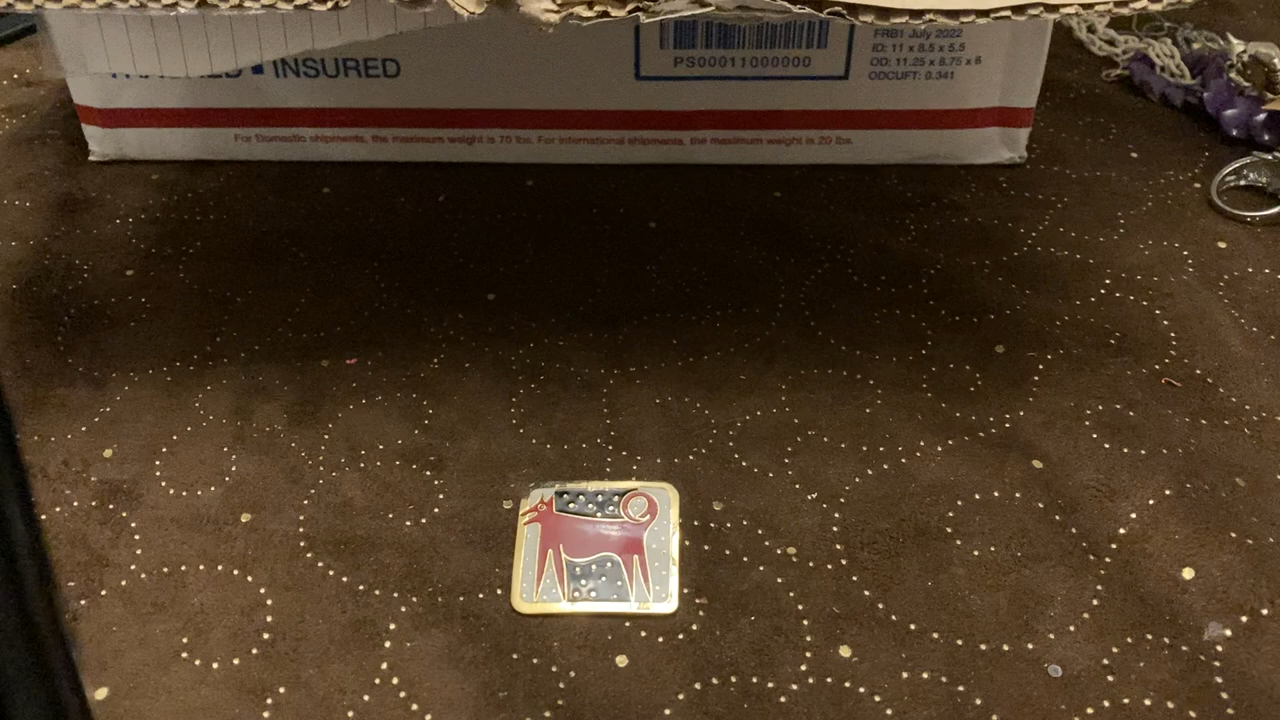 INSURED
PS00011000000
FRB1 July 2022
ID: 11 x 8.5 x 5.5
OD: 11.25 x 8.75 x 6
ODCUFT: 0.341
For Domestic shipments, the maximum weight is 70 lbs. For international shipments, the maximum weight is 20 lbs.